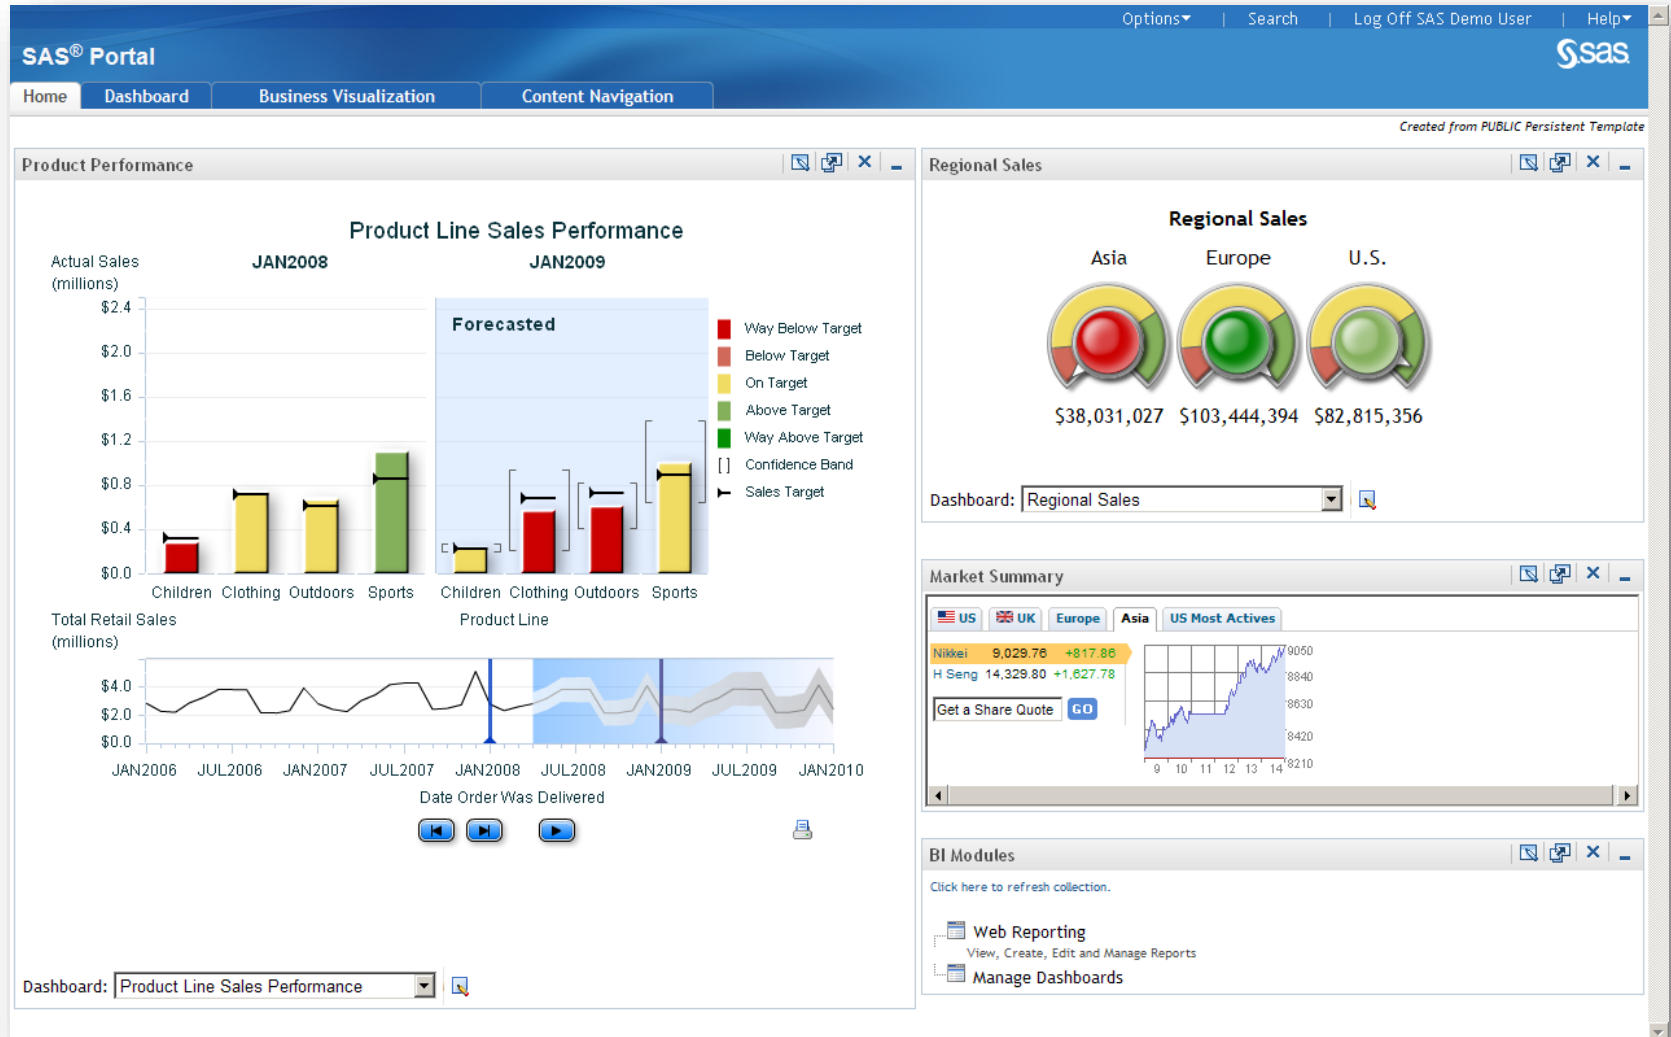 Options | Search | Log Off SAS Demo User | Help
SAS® Portal
sas
Home Dashboard Business Visualization Content Navigation
Created from PUBLIC Persistent Template
Product Performance
Product Line Sales Performance
Actual Sales
(millions)
JAN2008 JAN2009
$2.4
$2.0
$1.6
$1.2
$0.8
$0.4
$0.0
Forecasted
Way Below Target
Below Target
On Target
Above Target
Way Above Target
[ ] Confidence Band
Sales Target
Children Clothing Outdoors Sports Children Clothing Outdoors Sports
Product Line
Total Retail Sales
(millions)
$4.0
$2.0
$0.0
JAN2006 JUL2006 JAN2007 JUL2007 JAN2008 JUL2008 JAN2009 JUL2009 JAN2010
Date Order Was Delivered
Dashboard: Product Line Sales Performance
Regional Sales
Regional Sales
Asia Europe U.S.
$38,031,027 $103,444,394 $82,815,356
Dashboard: Regional Sales
Market Summary
US UK Europe Asia US Most Actives
Nikkei 9,029.76 +817.86
H Seng 14,329.80 +1,627.78
Get a Share Quote GO
9050
8840
8630
8420
8210
9 10 11 12 13 14
BI Modules
Click here to refresh collection.
Web Reporting
View, Create, Edit and Manage Reports
Manage Dashboards